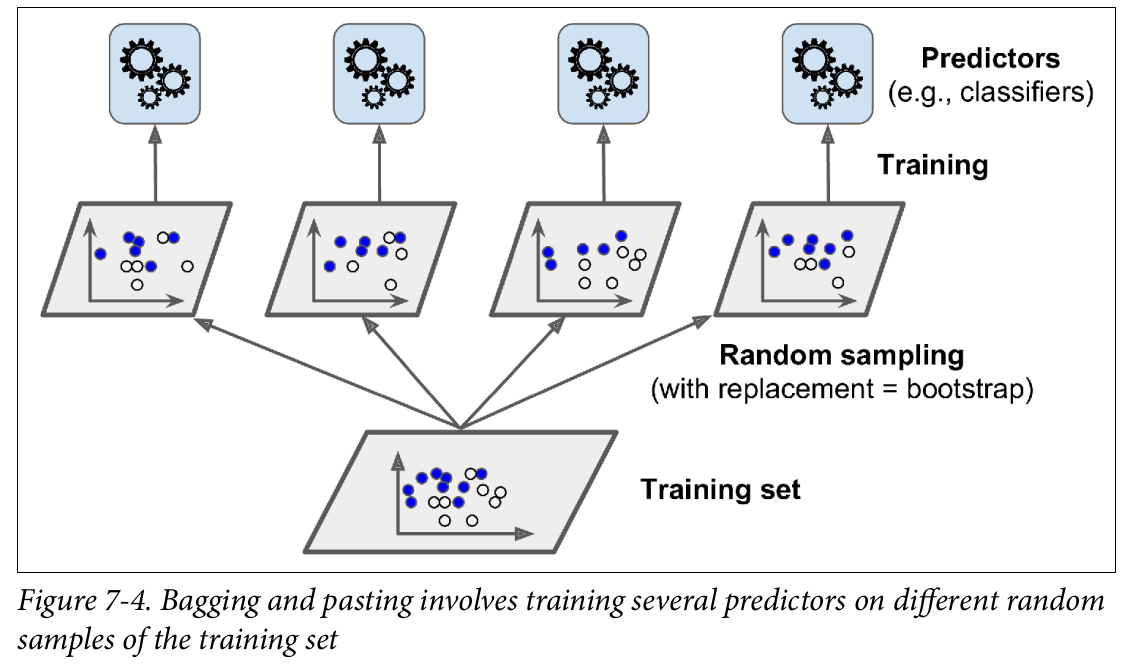 Predictors
(e.g., classifiers)
Training
Random sampling
(with replacement = bootstrap)
Training set
Figure 7-4. Bagging and pasting involves training several predictors on different random
samples of the training set